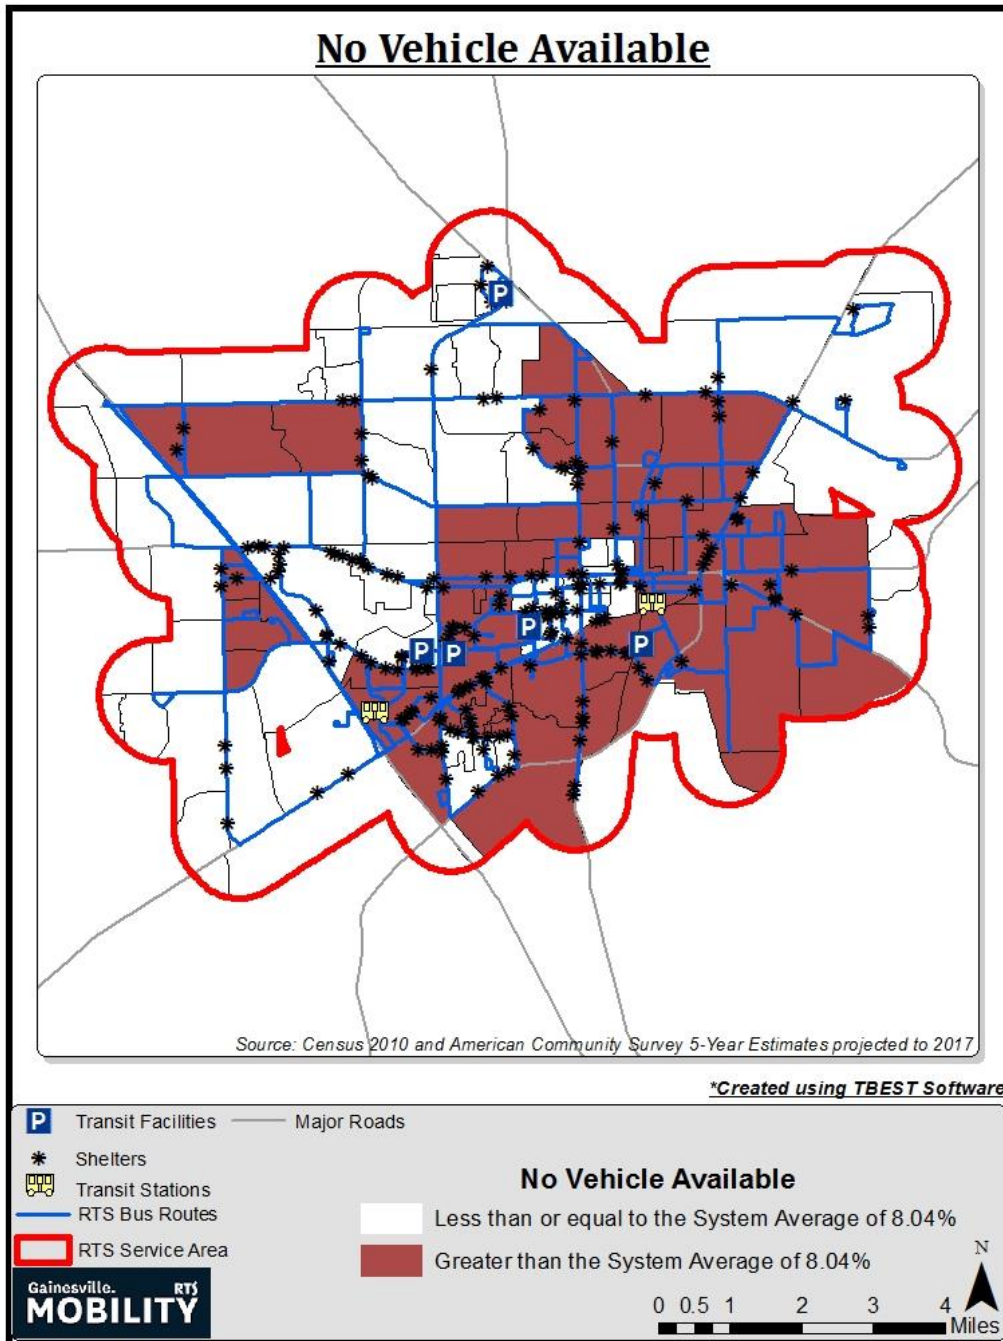 No Vehicle Available
P
P
P
P
P
Source: Census 2010 and American Community Survey 5-Year Estimates projected to 2017
*Created using TBEST Software
P Transit Facilities
Major Roads
Shelters
Transit Stations
RTS Bus Routes
RTS Service Area
No Vehicle Available
Less than or equal to the System Average of 8.04%
Greater than the System Average of 8.04%
N
Gainesville. RTS
MOBILITY
0 0.5 1 2 3 4
Miles